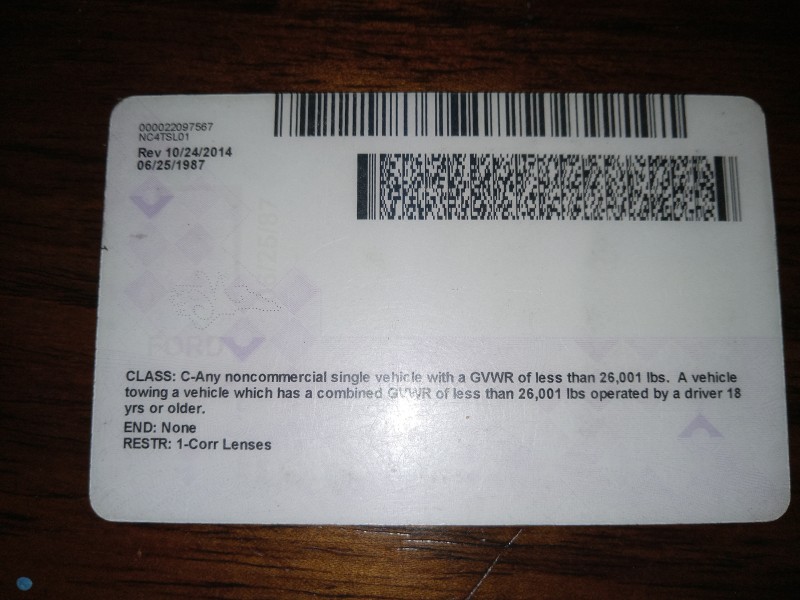 000022097567
NC4TSL01
Rev 10/24/2014
06/25/1987
FORD
CLASS: C-Any noncommercial single vehicle with a GVWR of less than 26,001 lbs. A vehicle
towing a vehicle which has a combined GVWR of less than 26,001 lbs operated by a driver 18
yrs or older.
END: None
RESTR: 1-Corr Lenses